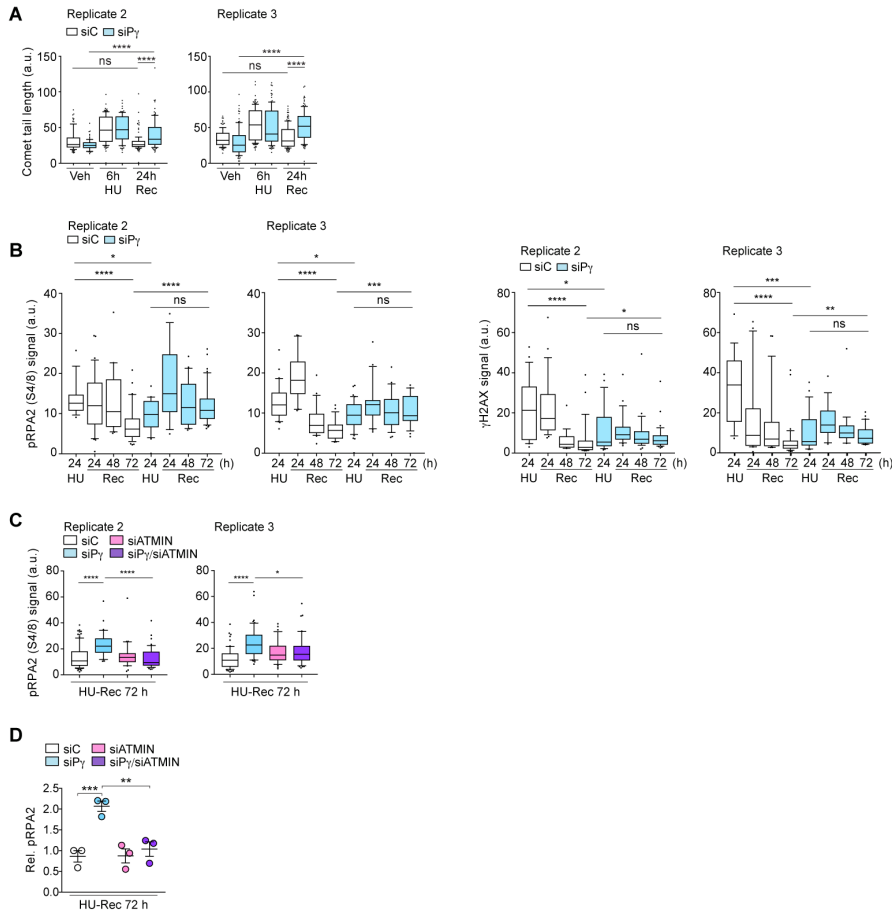 A
Replicate 2
Replicate 3
siC siPγ
Comet tail length (a.u.)
150
100
50
0
ns
****
****
Veh 6h 24h
HU Rec
150
100
50
0
ns
****
****
Veh 6h 24h
HU Rec
B
Replicate 2
Replicate 3
siC siPγ
pRPA2 (S4/8) signal (a.u.)
40
30
20
10
0
*
****
****
ns
24 24 48 72 24 24 48 72 (h)
HU Rec HU Rec
40
30
20
10
0
*
****
***
ns
24 24 48 72 24 24 48 72 (h)
HU Rec HU Rec
Replicate 2
Replicate 3
siC siPγ
γH2AX signal (a.u.)
80
60
40
20
0
*
****
*
ns
24 24 48 72 24 24 48 72 (h)
HU Rec HU Rec
80
60
40
20
0
***
****
**
ns
24 24 48 72 24 24 48 72 (h)
HU Rec HU Rec
C
Replicate 2
Replicate 3
siC siATMIN
siPγ siPγ/siATMIN
pRPA2 (S4/8) signal (a.u.)
80
60
40
20
0
**** ****
HU-Rec 72 h
80
60
40
20
0
**** *
HU-Rec 72 h
D
siC siATMIN
siPγ siPγ/siATMIN
Rel. pRPA2
2.5
2.0
1.5
1.0
0.5
0.0
*** **
HU-Rec 72 h